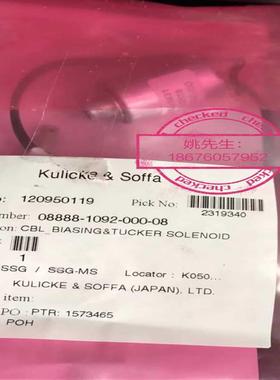 checked
姚先生:
18676057952
checked
Kulicke & Soffa
o: 120950119
Pick No:
2319340
mber: 08888-1092-000-08
on: CBL_BIASING&TUCKER SOLENOID
1
SSG / SSG-MS
Locator : K050...
KULICKE & SOFFA (JAPAN), LTD.
item:
PO : PTR: 1573465
POH